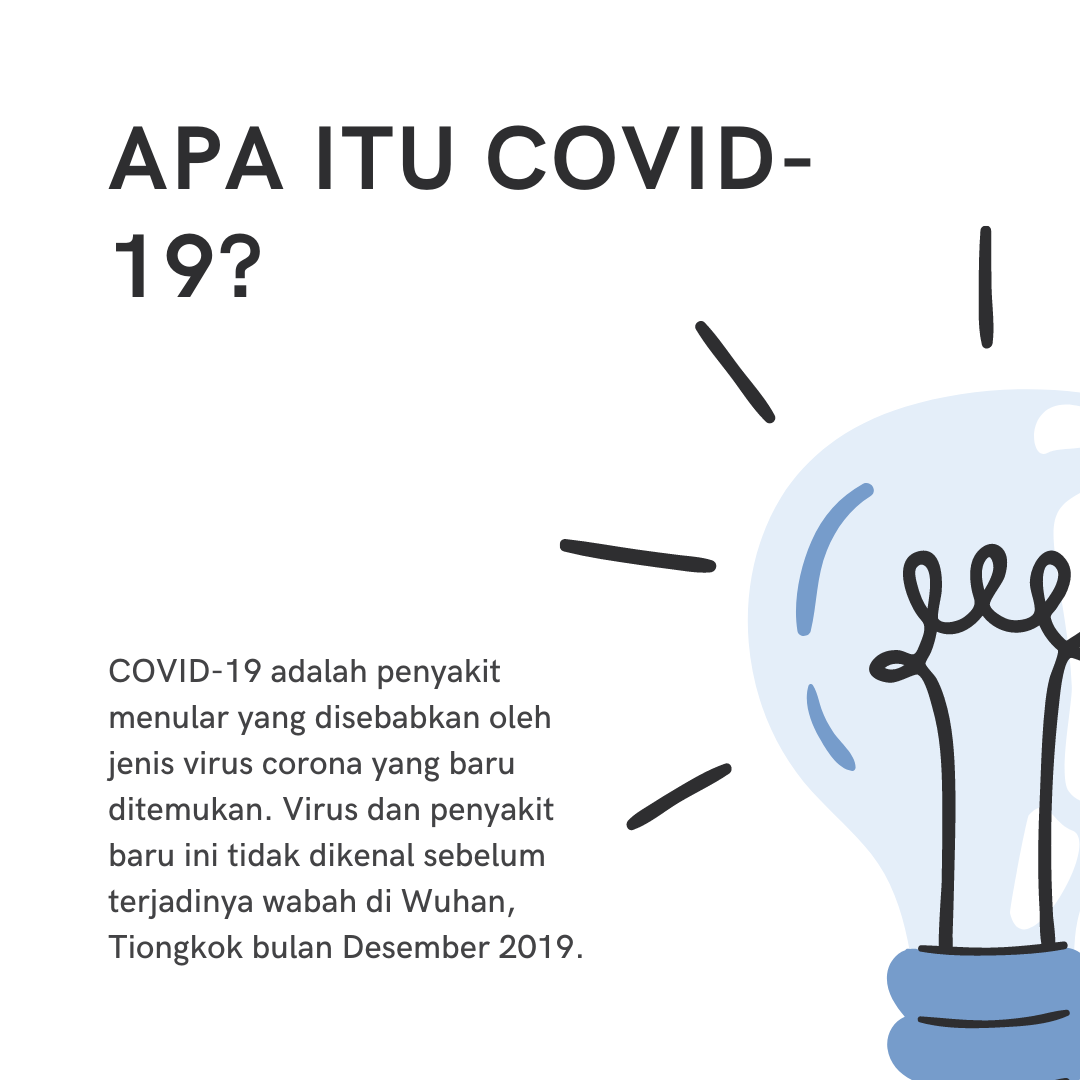 APA ITU COVID-
19?
COVID-19 adalah penyakit
menular yang disebabkan oleh
jenis virus corona yang baru
ditemukan. Virus dan penyakit
baru ini tidak dikenal sebelum
terjadinya wabah di Wuhan,
Tiongkok bulan Desember 2019.